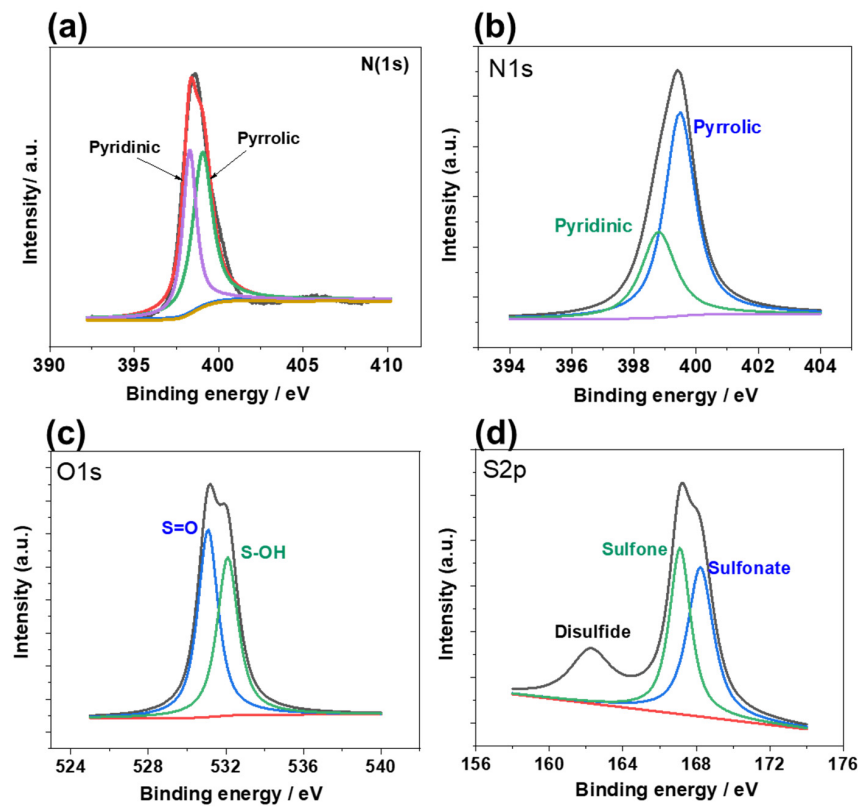 (a)
N(1s)
Pyridinic
Pyrrolic
Intensity/ a.u.
390 395 400 405 410
Binding energy / eV
(b)
N1s
Pyrrolic
Pyridinic
Intensity (a.u.)
394 396 398 400 402 404
Binding energy / eV
(c)
O1s
S=O
S-OH
Intensity (a.u.)
524 528 532 536 540
Binding energy / eV
(d)
S2p
Sulfone
Sulfonate
Disulfide
Intensity (a.u.)
156 160 164 168 172 176
Binding energy / eV